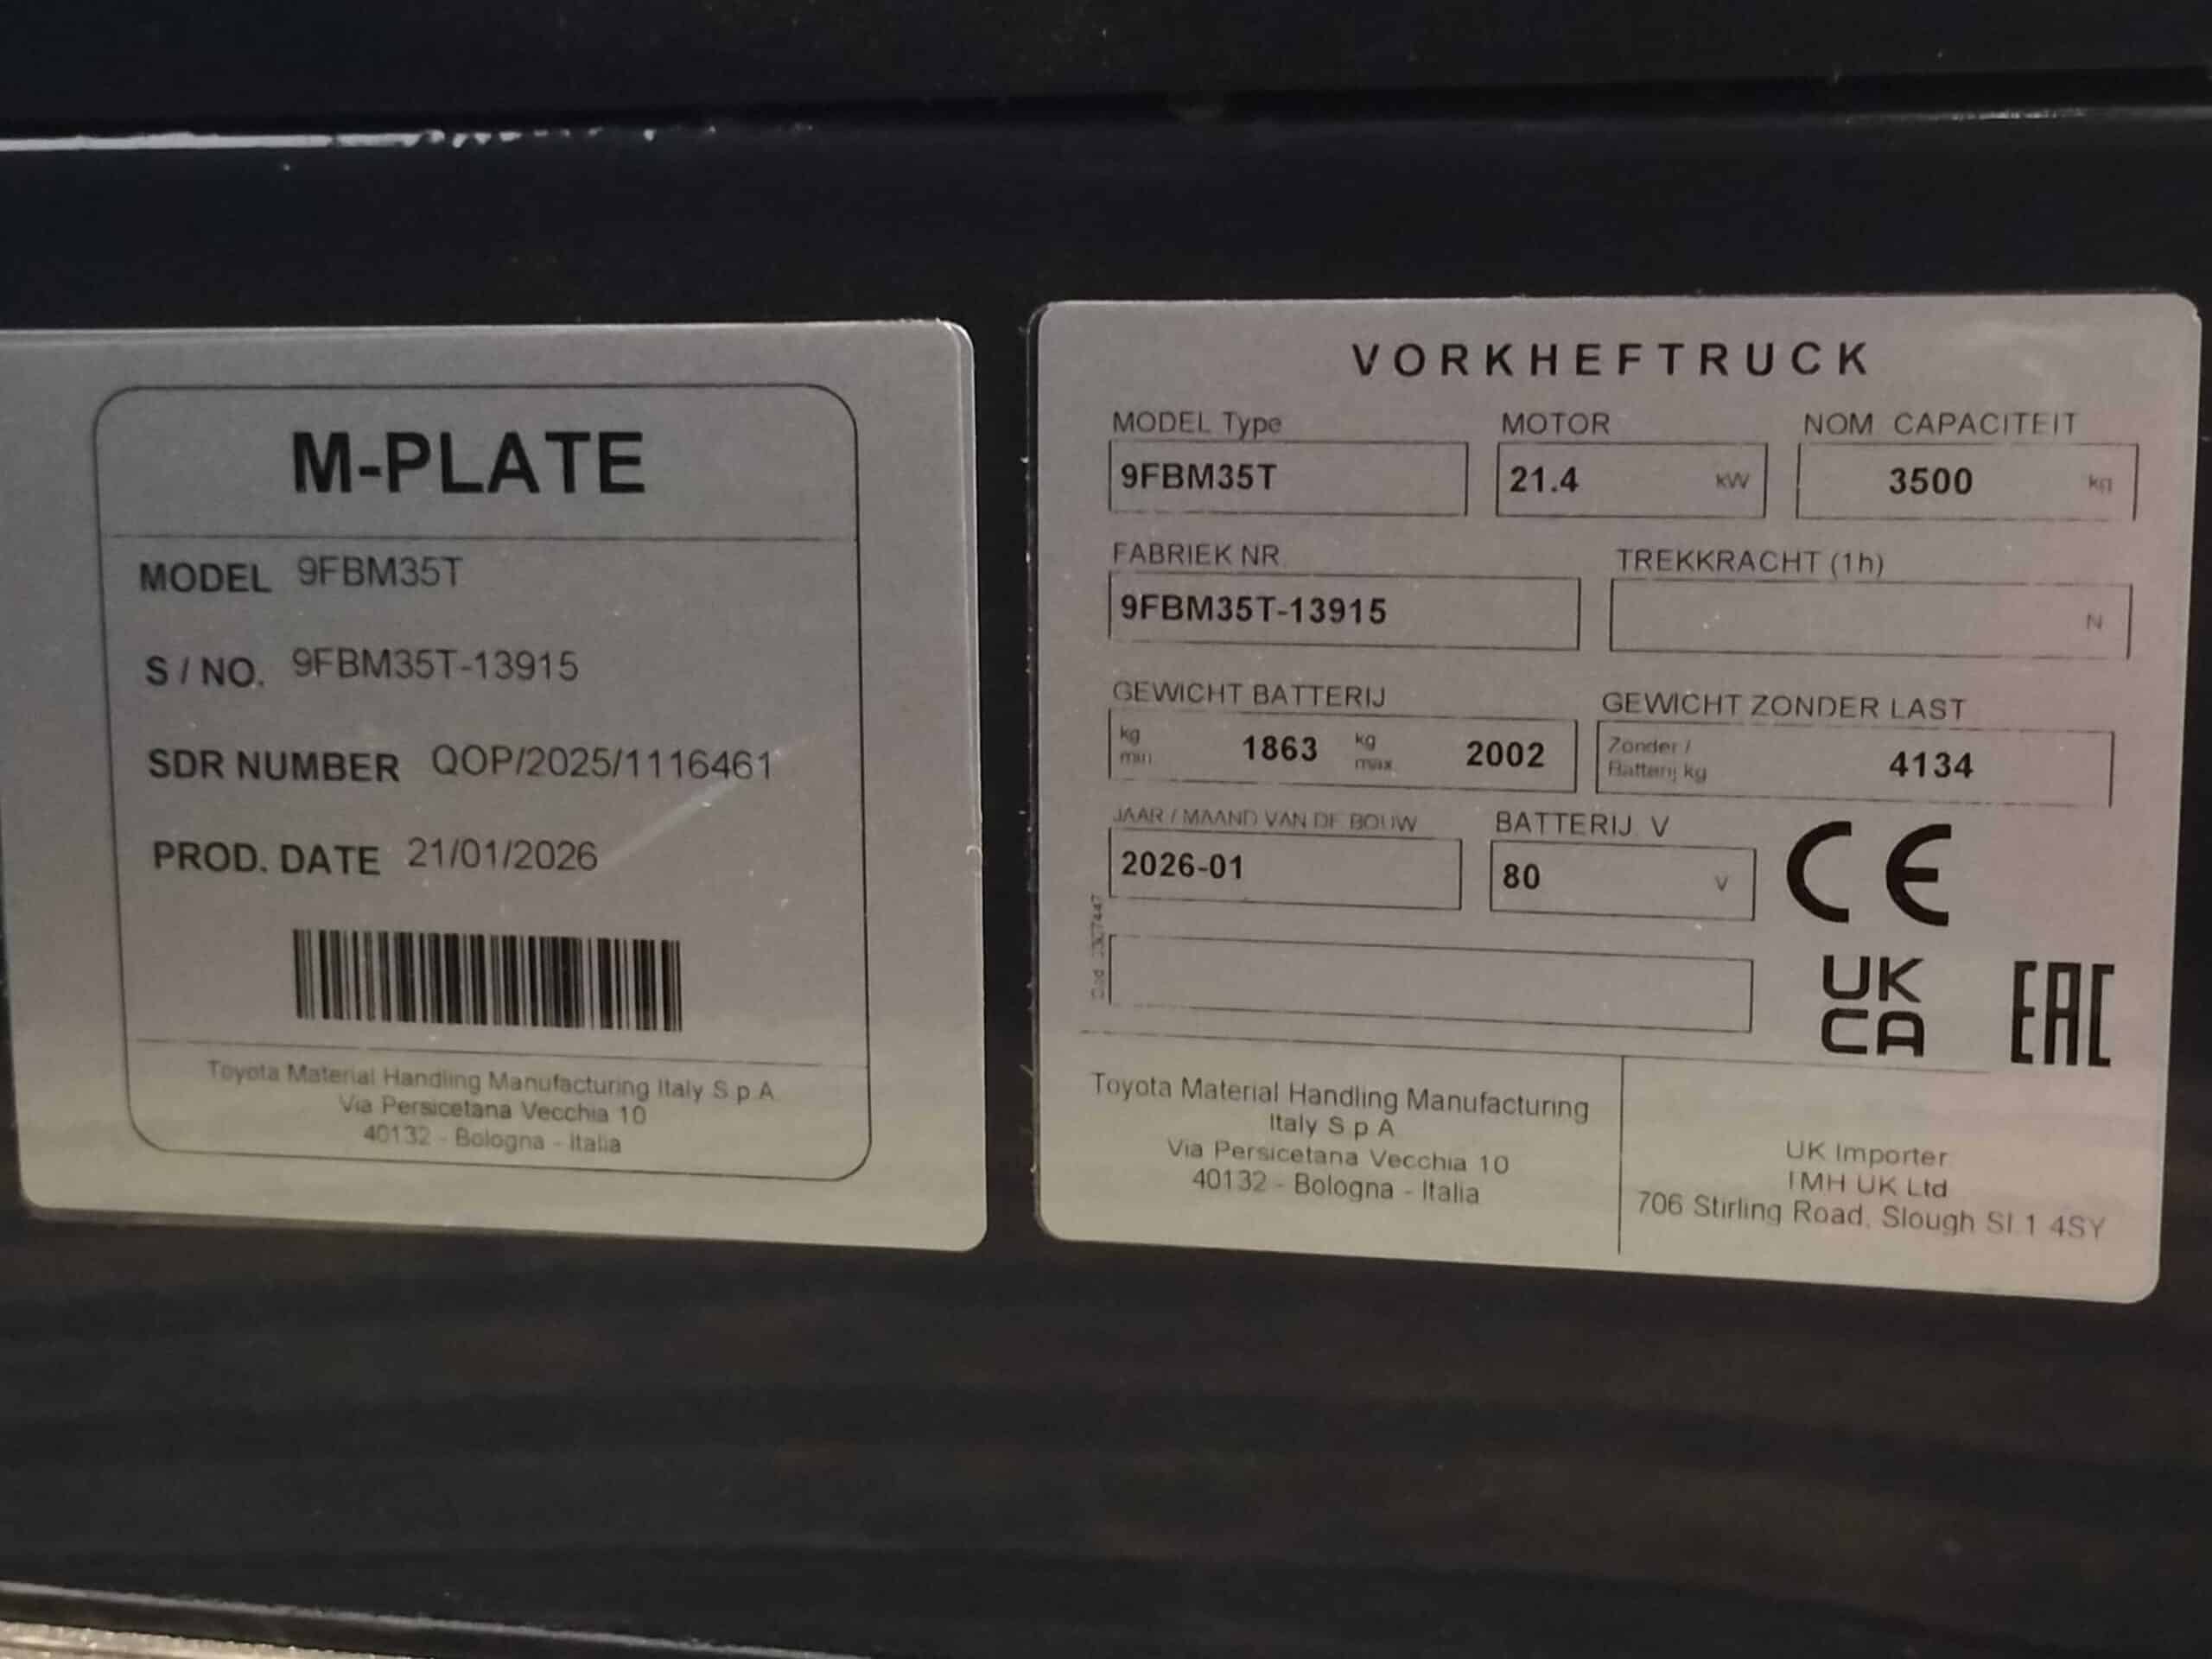 M-PLATE
MODEL 9FBM35T
S / NO. 9FBM35T-13915
SDR NUMBER QOP/2025/1116461
PROD. DATE 21/01/2026
Toyota Material Handling Manufacturing Italy S.p.A.
Via Persicetana Vecchia 10
40132 - Bologna - Italia
VORKHEFTRUCK
MODEL Type MOTOR NOM. CAPACITEIT
9FBM35T 21.4 kW 3500 kg
FABRIEK NR. TREKKRACHT (1h)
9FBM35T-13915 N
GEWICHT BATTERIJ GEWICHT ZONDER LAST
kg min 1863 kg max 2002 Zonder / Batterij kg 4134
JAAR / MAAND VAN DE BOUW BATTERIJ V
2026-01 80 V
CE
UK
CA
EAC
Toyota Material Handling Manufacturing
Italy S.p.A.
Via Persicetana Vecchia 10
40132 - Bologna - Italia
UK Importer
TMH UK Ltd
706 Stirling Road, Slough SL1 4SY